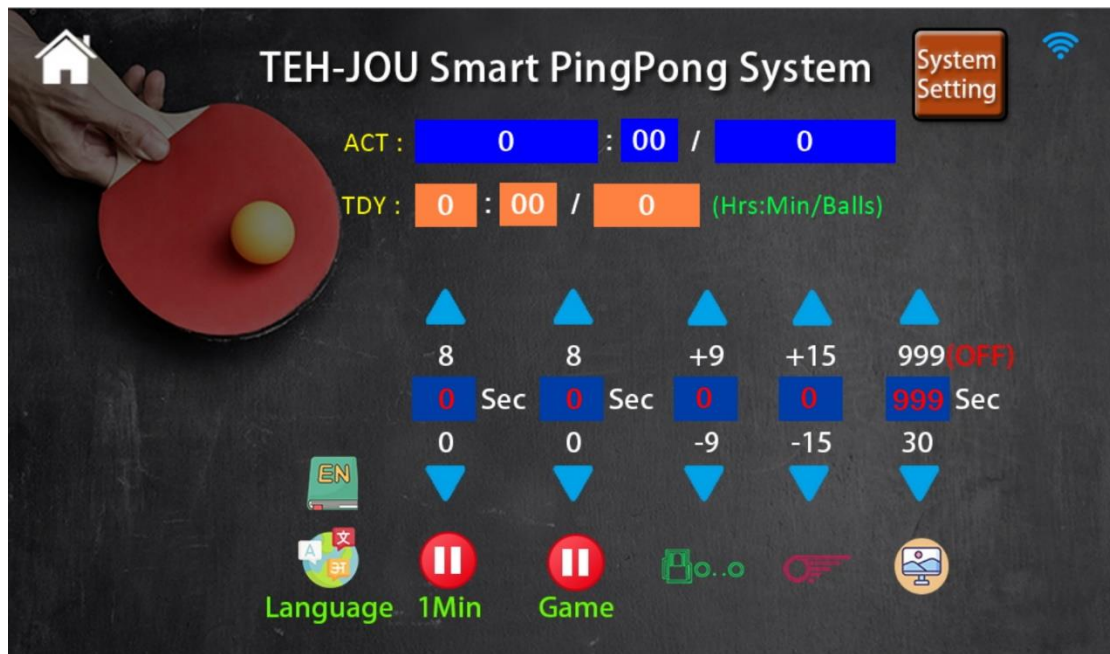 TEH-JOU Smart PingPong System
System
Setting
ACT : 0 : 00 / 0
TDY : 0 : 00 / 0 (Hrs:Min/Balls)
8 8 +9 +15 999(OFF)
0 Sec 0 Sec 0 0 999 Sec
0 0 -9 -15 30
EN
A 文 अ
Language 1Min Game